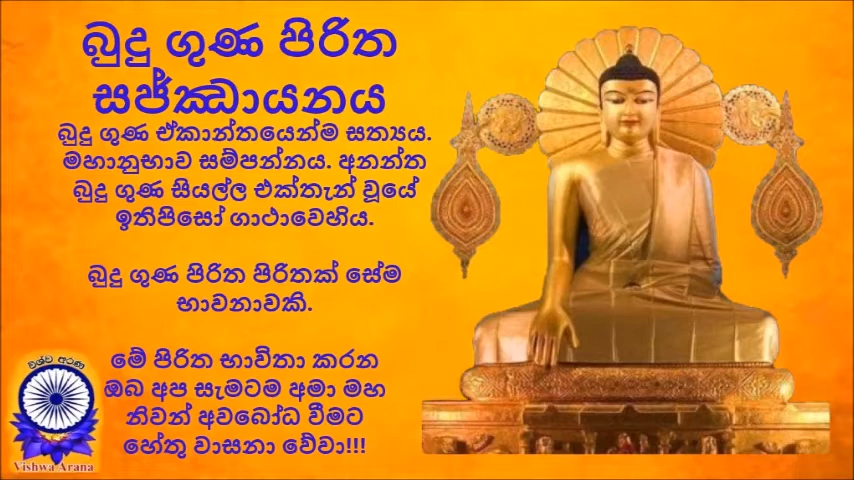 බුදු ගුණ පිරිත
සජ්ඣායනය
බුදු ගුණ ඒකාන්තයෙන්ම සත්‍යය.
මහානුභාව සම්පන්නය. අනන්ත
බුදු ගුණ සියල්ල එක්තැන් වූයේ
ඉතිපිසෝ ගාථාවෙහිය.
බුදු ගුණ පිරිත පිරිතක් සේම
භාවනාවකි.
මේ පිරිත භාවිතා කරන
ඔබ අප සැමටම අමා මහ
නිවන් අවබෝධ වීමට
හේතු වාසනා වේවා!!!
විශ්ව අරණ
Vishwa Arana